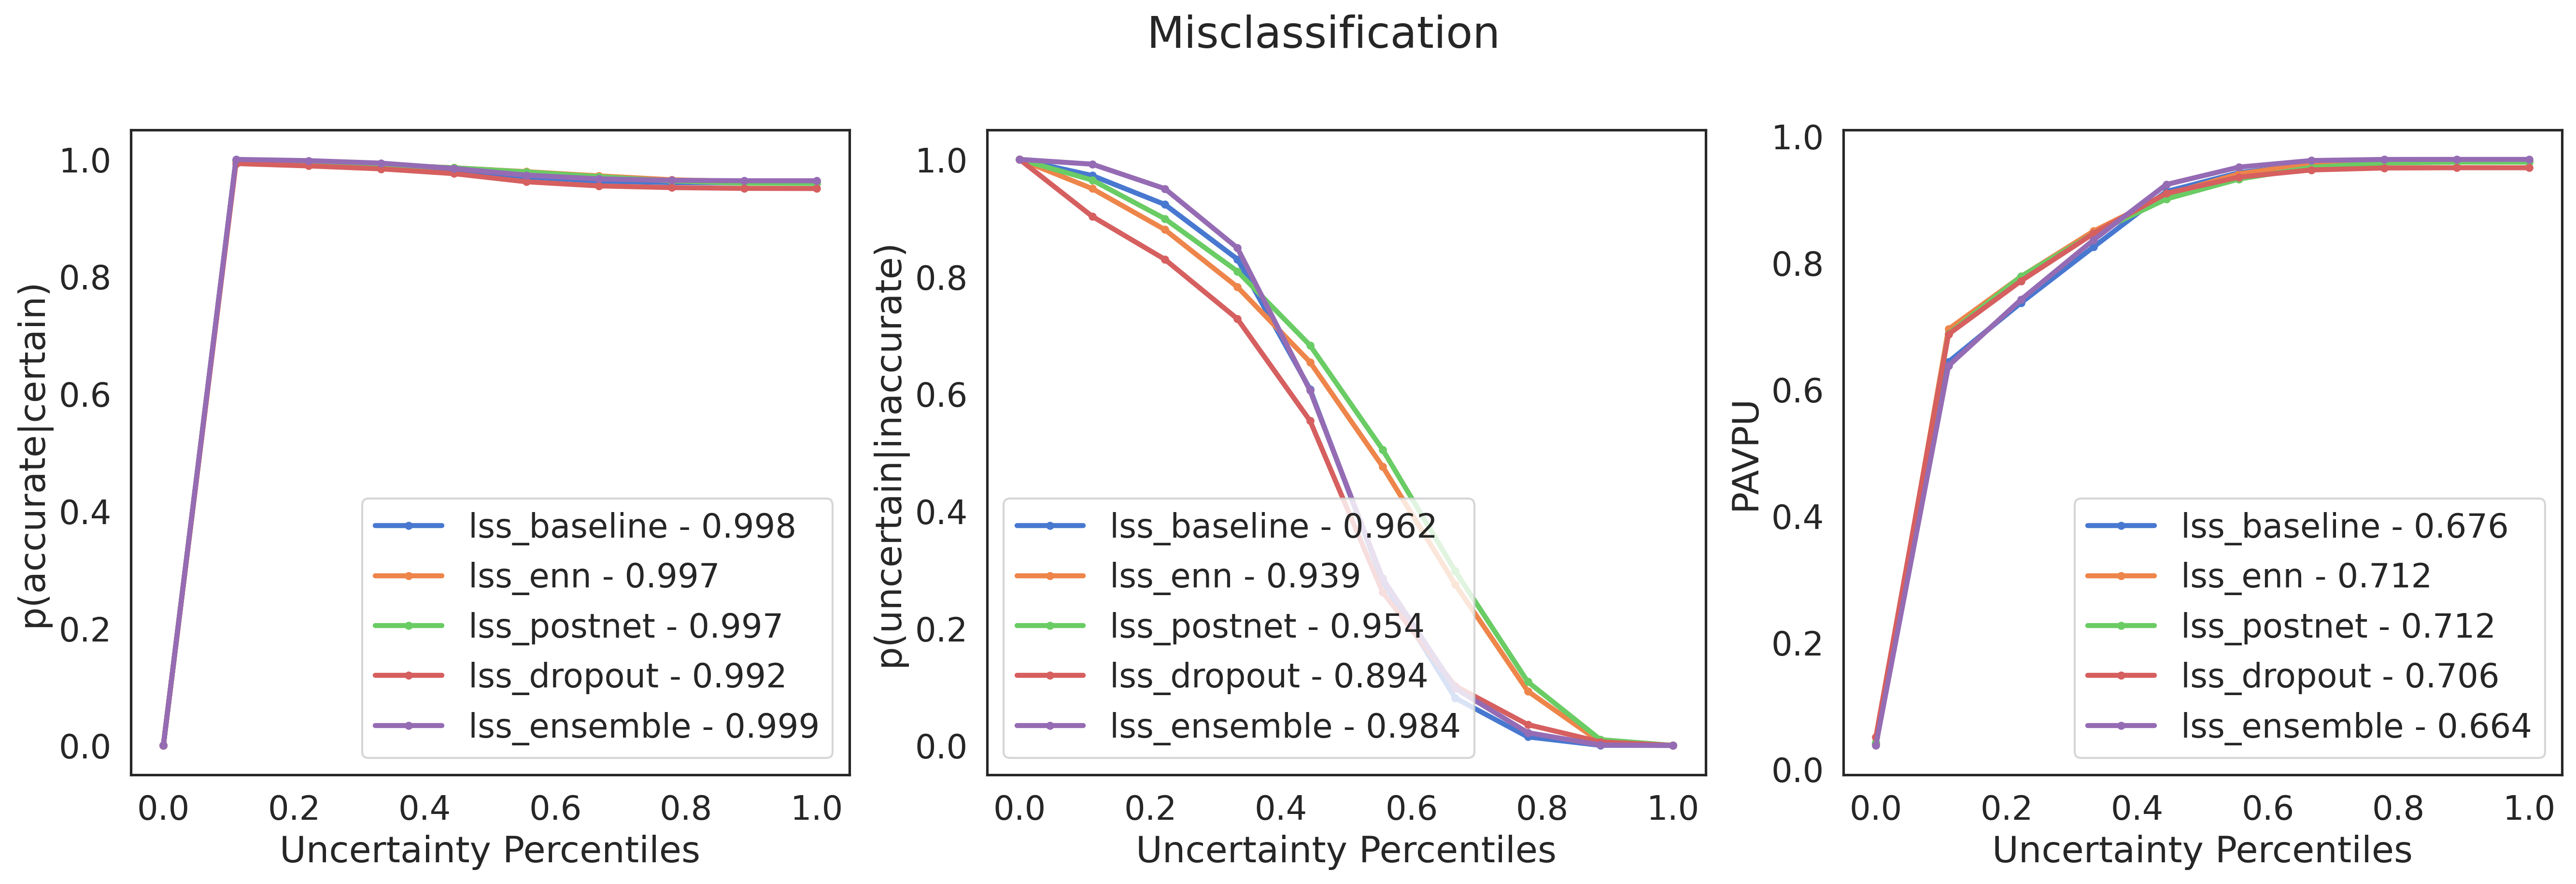 Misclassification
p(accurate|certain)
1.0
0.8
0.6
0.4
0.2
0.0
lss_baseline - 0.998
lss_enn - 0.997
lss_postnet - 0.997
lss_dropout - 0.992
lss_ensemble - 0.999
0.0 0.2 0.4 0.6 0.8 1.0
Uncertainty Percentiles
p(uncertain|inaccurate)
1.0
0.8
0.6
0.4
0.2
0.0
lss_baseline - 0.962
lss_enn - 0.939
lss_postnet - 0.954
lss_dropout - 0.894
lss_ensemble - 0.984
0.0 0.2 0.4 0.6 0.8 1.0
Uncertainty Percentiles
PAVPU
1.0
0.8
0.6
0.4
0.2
0.0
lss_baseline - 0.676
lss_enn - 0.712
lss_postnet - 0.712
lss_dropout - 0.706
lss_ensemble - 0.664
0.0 0.2 0.4 0.6 0.8 1.0
Uncertainty Percentiles